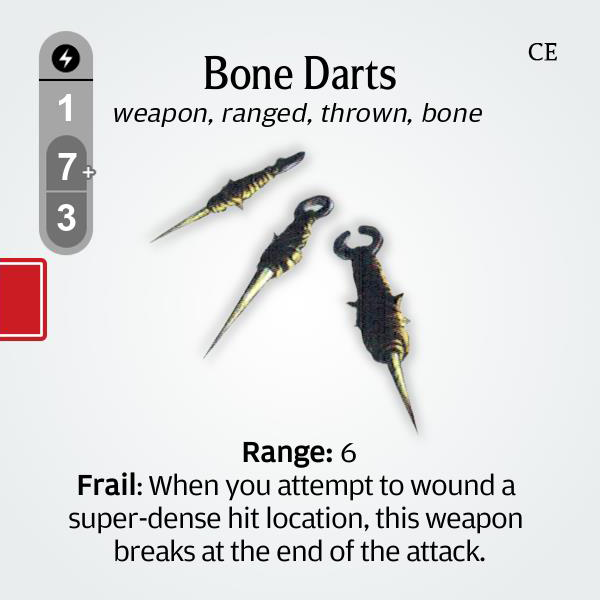 CE
Bone Darts
weapon, ranged, thrown, bone
1
7+
3
Range: 6
Frail: When you attempt to wound a
super-dense hit location, this weapon
breaks at the end of the attack.